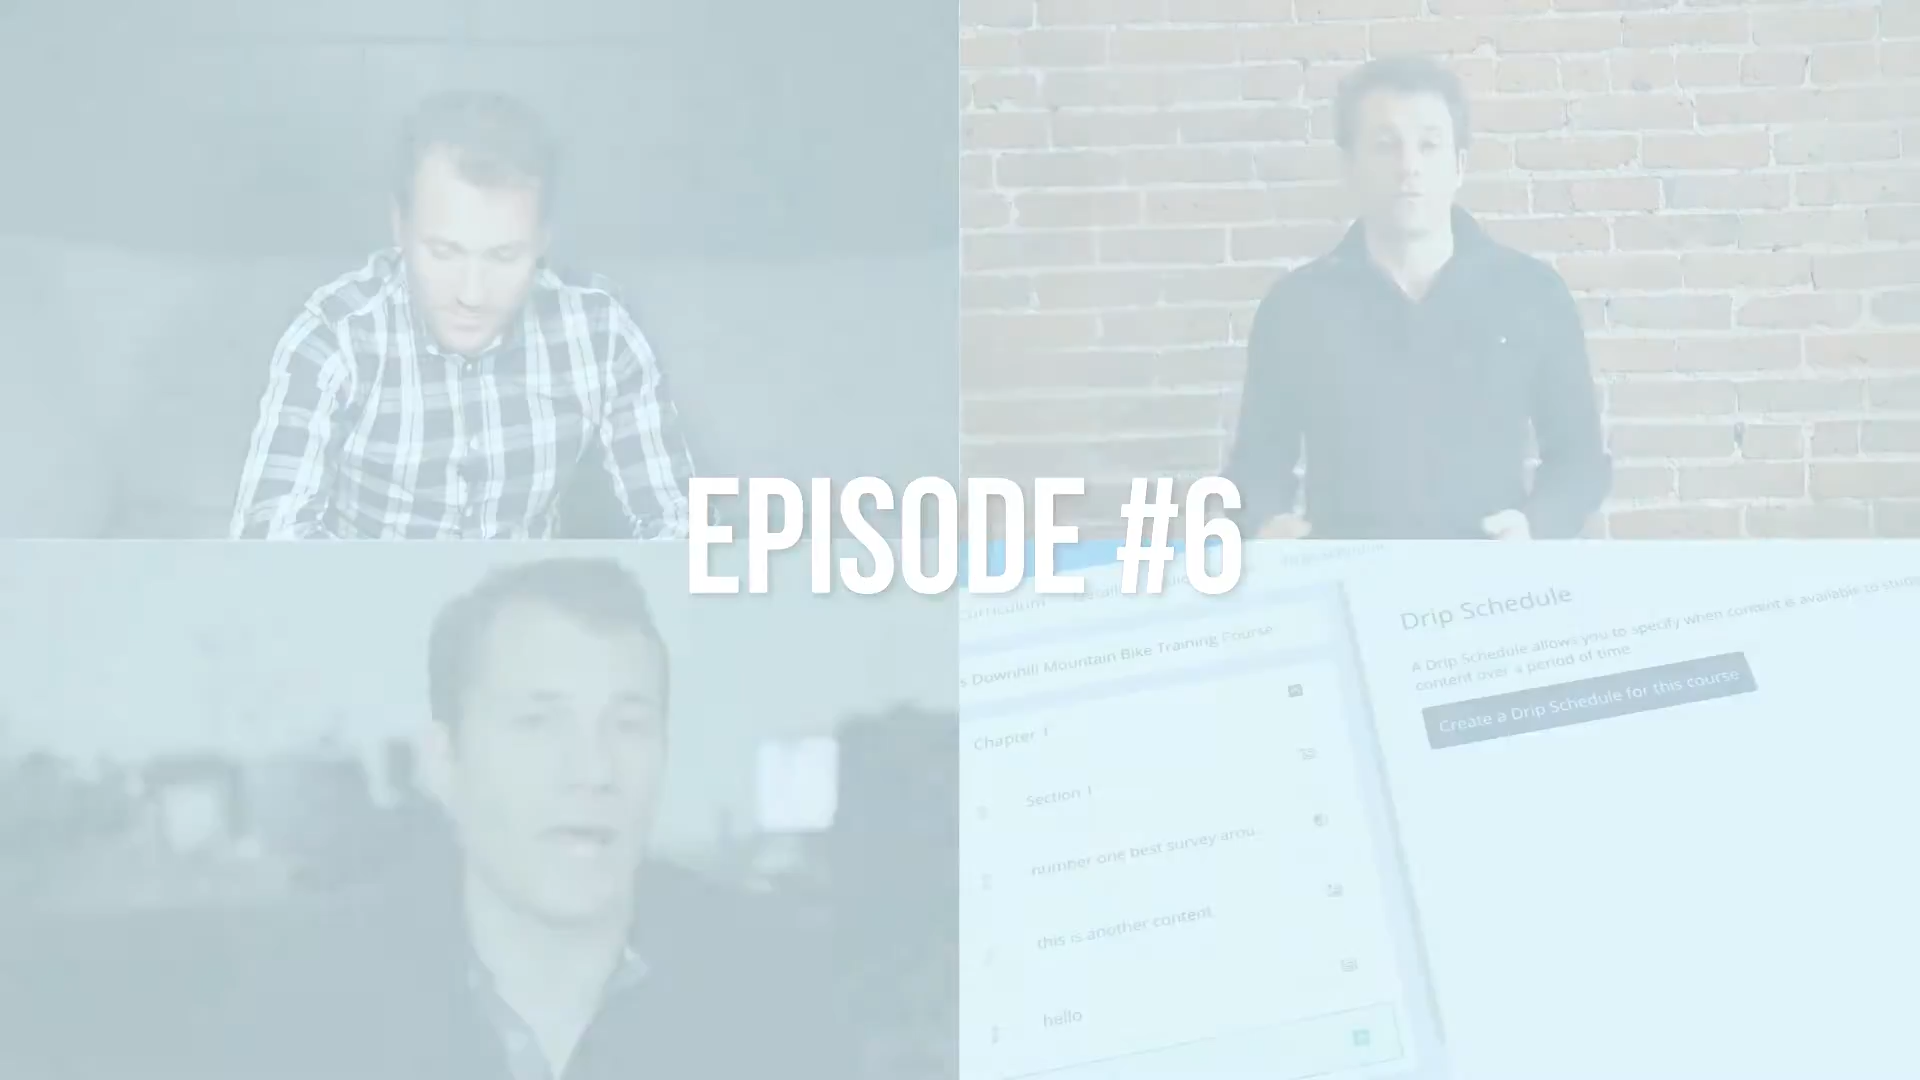 EPISODE #6
Curriculum
s Downhill Mountain Bike Training Course
Chapter 1
Section 1
number one best survey arou...
this is another content
hello
Drip Schedule
A Drip Schedule allows you to specify when content is available to
content over a period of time.
Create a Drip Schedule for this course